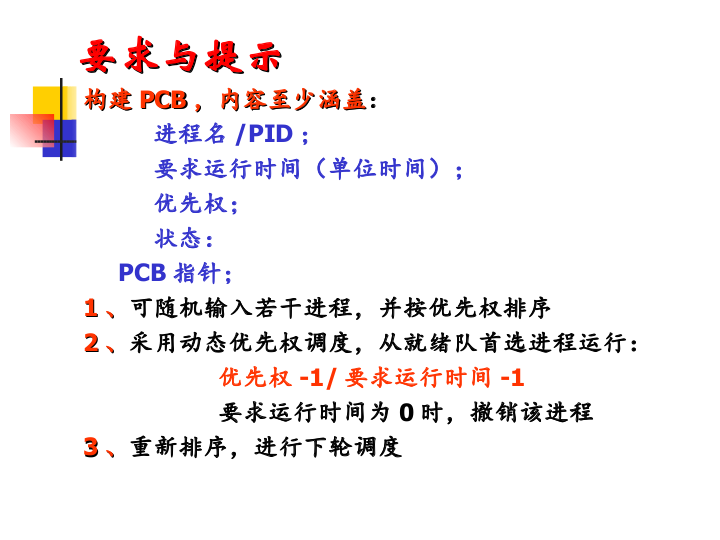 要求与提示
构建 PCB ，内容至少涵盖：
进程名 /PID ；
要求运行时间（单位时间）；
优先权；
状态：
PCB 指针；
1 、可随机输入若干进程，并按优先权排序
2 、采用动态优先权调度，从就绪队首选进程运行：
优先权 -1/ 要求运行时间 -1
要求运行时间为 0 时，撤销该进程
3 、重新排序，进行下轮调度